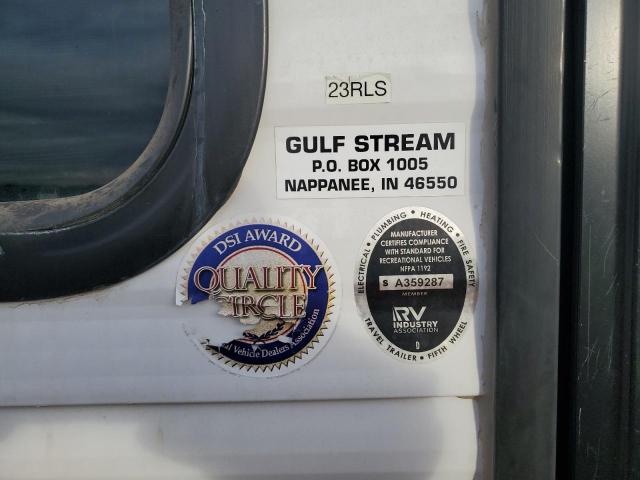 23RLS
GULF STREAM
P.O. BOX 1005
NAPPANEE, IN 46550
DSI AWARD
QUALITY
CIRCLE
Vehicle Dealers Association
ELECTRICAL • PLUMBING • HEATING • FIRE SAFETY
MANUFACTURER
CERTIFIES COMPLIANCE
WITH STANDARD FOR
RECREATIONAL VEHICLES
NFPA 1192
S A359287
MEMBER
RV
INDUSTRY
ASSOCIATION
D
TRAVEL TRAILER • FIFTH WHEEL